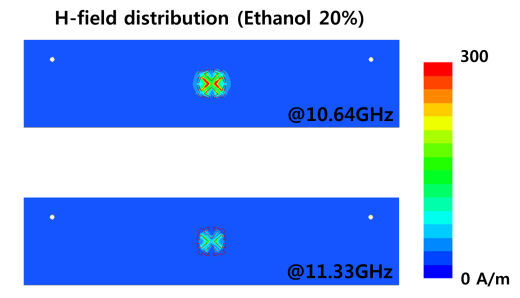 H-field distribution (Ethanol 20%)
300
@10.64GHz
@11.33GHz
0 A/m